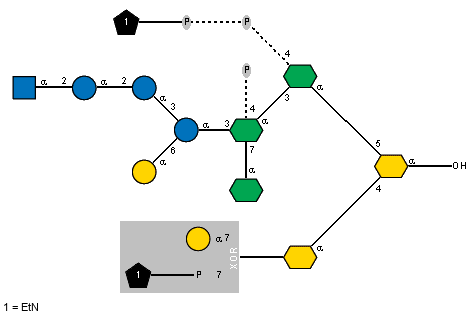 1 P P
4
P
3 α
α 2 α 2 α
3
4
α 3 α
5
α OH
6
7
α
α
4
α
α 7
XOR
1 P 7
1 = EtN